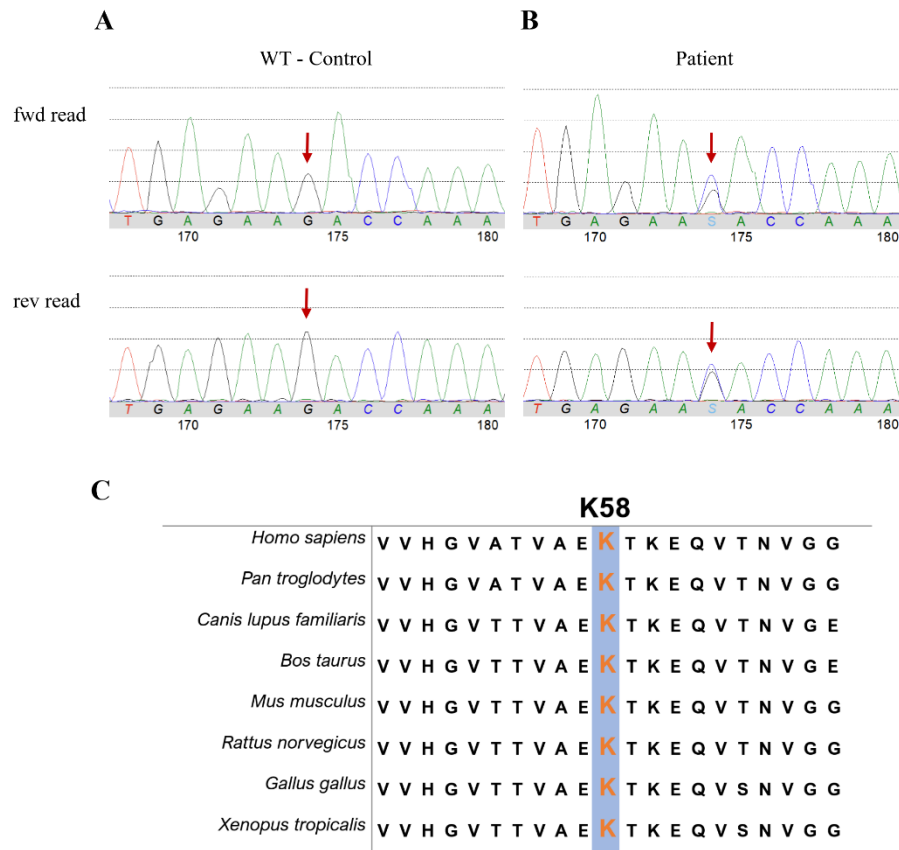 A B
WT - Control Patient
fwd read
T G A G A A G A C C A A A T G A G A A S A C C A A A
170 175 180 170 175 180
rev read
T G A G A A G A C C A A A T G A G A A S A C C A A A
170 175 180 170 175 180
C
K58
Homo sapiens V V H G V A T V A E K T K E Q V T N V G G
Pan troglodytes V V H G V A T V A E K T K E Q V T N V G G
Canis lupus familiaris V V H G V T T V A E K T K E Q V T N V G E
Bos taurus V V H G V T T V A E K T K E Q V T N V G E
Mus musculus V V H G V T T V A E K T K E Q V T N V G G
Rattus norvegicus V V H G V T T V A E K T K E Q V T N V G G
Gallus gallus V V H G V T T V A E K T K E Q V S N V G G
Xenopus tropicalis V V H G V T T V A E K T K E Q V S N V G G